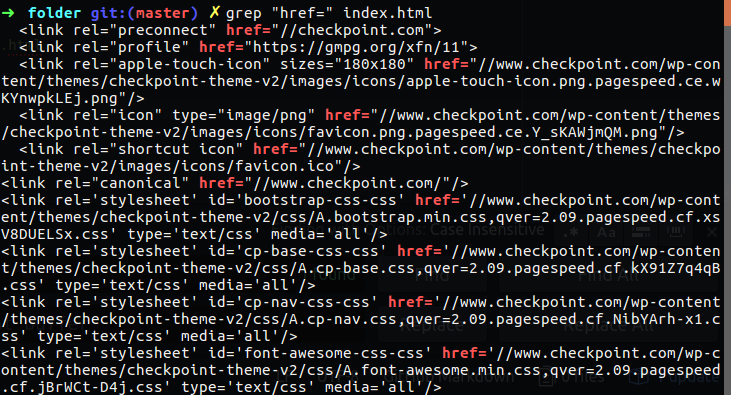 ➜  folder git:(master) ✗ grep "href=" index.html
  <link rel="preconnect" href="//checkpoint.com">
  <link rel="profile" href="https://gmpg.org/xfn/11">
  <link rel="apple-touch-icon" sizes="180x180" href="//www.checkpoint.com/wp-con
tent/themes/checkpoint-theme-v2/images/icons/apple-touch-icon.png.pagespeed.ce.w
KYnwpkLEj.png"/>
  <link rel="icon" type="image/png" href="//www.checkpoint.com/wp-content/themes
/checkpoint-theme-v2/images/icons/favicon.png.pagespeed.ce.Y_sKAWjmQM.png"/>
  <link rel="shortcut icon" href="//www.checkpoint.com/wp-content/themes/checkpo
int-theme-v2/images/icons/favicon.ico"/>
<link rel="canonical" href="//www.checkpoint.com/"/>
<link rel='stylesheet' id='bootstrap-css-css' href='//www.checkpoint.com/wp-cont
ent/themes/checkpoint-theme-v2/css/A.bootstrap.min.css,qver=2.09.pagespeed.cf.xs
V8DUELSx.css' type='text/css' media='all'/>
<link rel='stylesheet' id='cp-base-css-css' href='//www.checkpoint.com/wp-conten
t/themes/checkpoint-theme-v2/css/A.cp-base.css,qver=2.09.pagespeed.cf.kX91Z7q4qB
.css' type='text/css' media='all'/>
<link rel='stylesheet' id='cp-nav-css-css' href='//www.checkpoint.com/wp-content
/themes/checkpoint-theme-v2/css/A.cp-nav.css,qver=2.09.pagespeed.cf.NibYArh-x1.c
ss' type='text/css' media='all'/>
<link rel='stylesheet' id='font-awesome-css-css' href='//www.checkpoint.com/wp-c
ontent/themes/checkpoint-theme-v2/css/A.font-awesome.min.css,qver=2.09.pagespeed
.cf.jBrWCt-D4j.css' type='text/css' media='all'/>